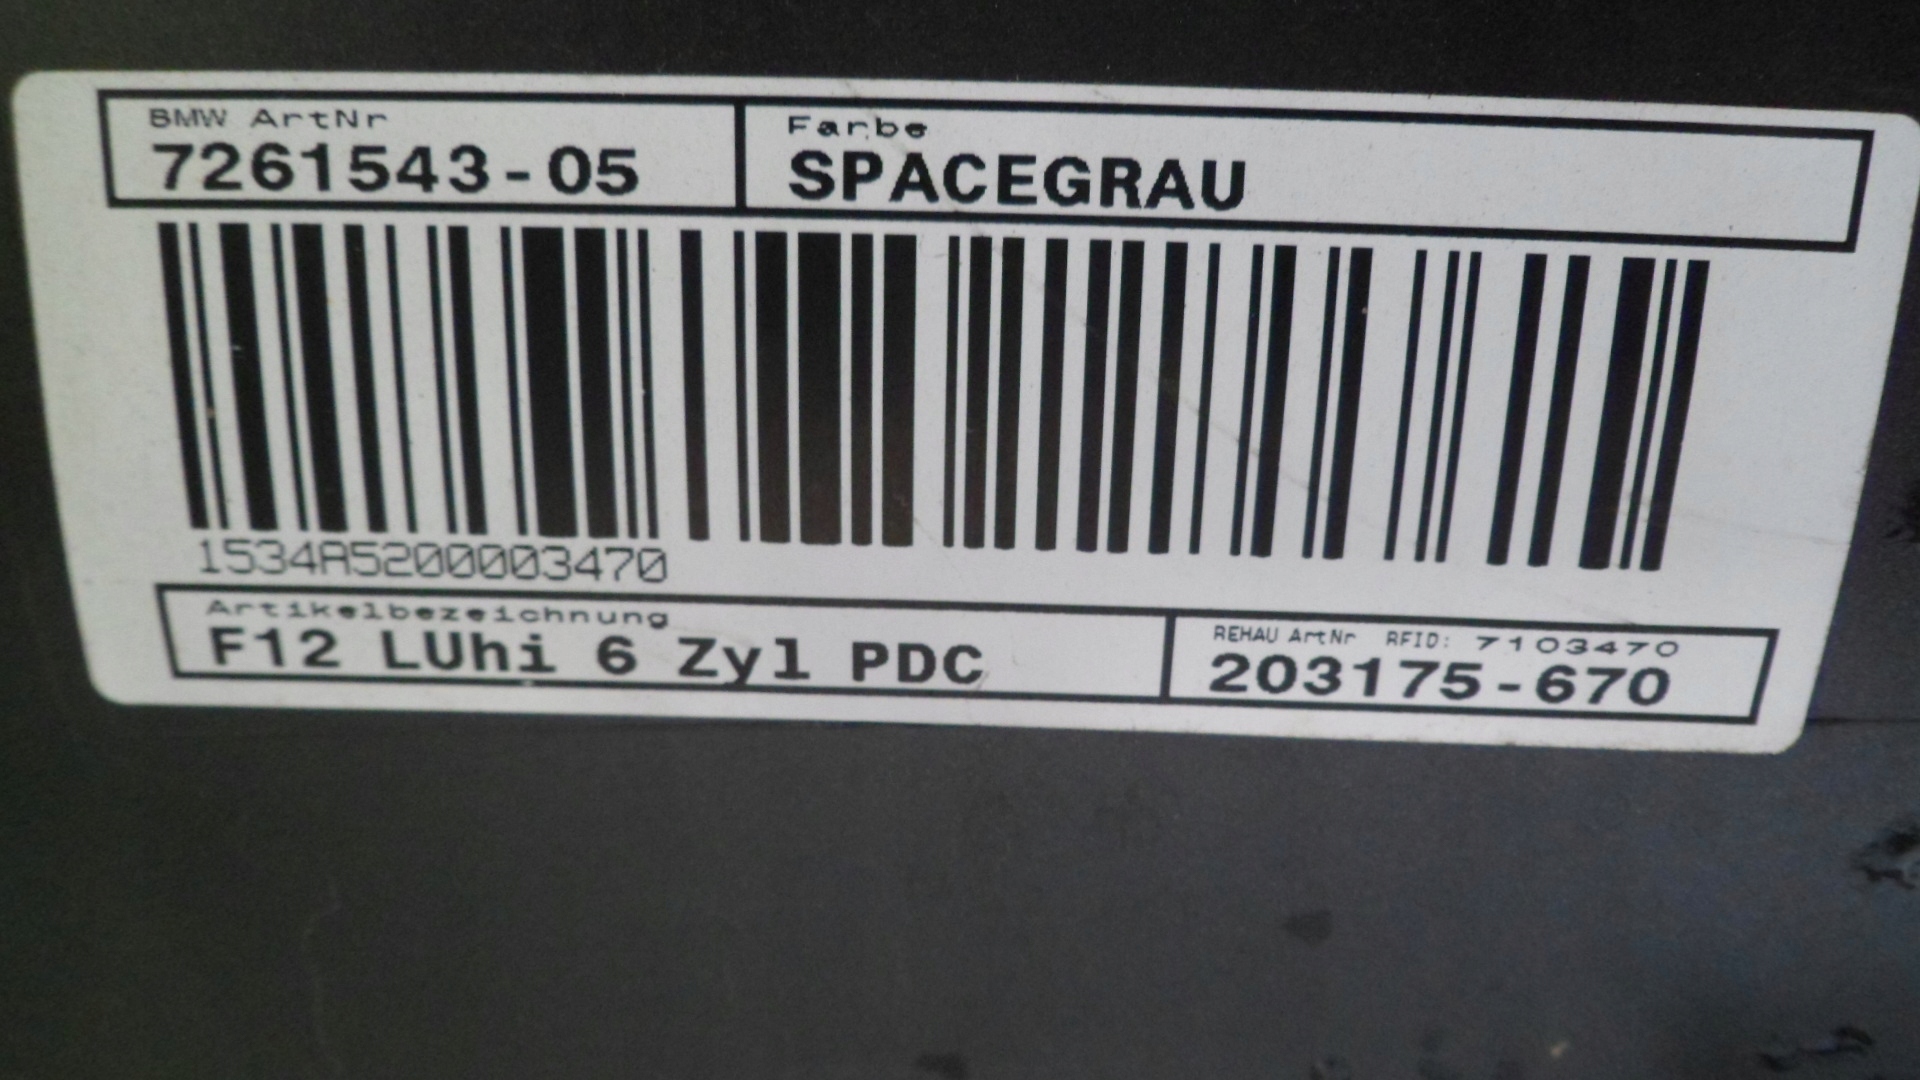 BMW ArtNr
7261543-05
Farbe
SPACEGRAU
1534A5200003470
Artikelbezeichnung
F12 LUhi 6 Zyl PDC
REHAU ArtNr RFID: 7103470
203175-670